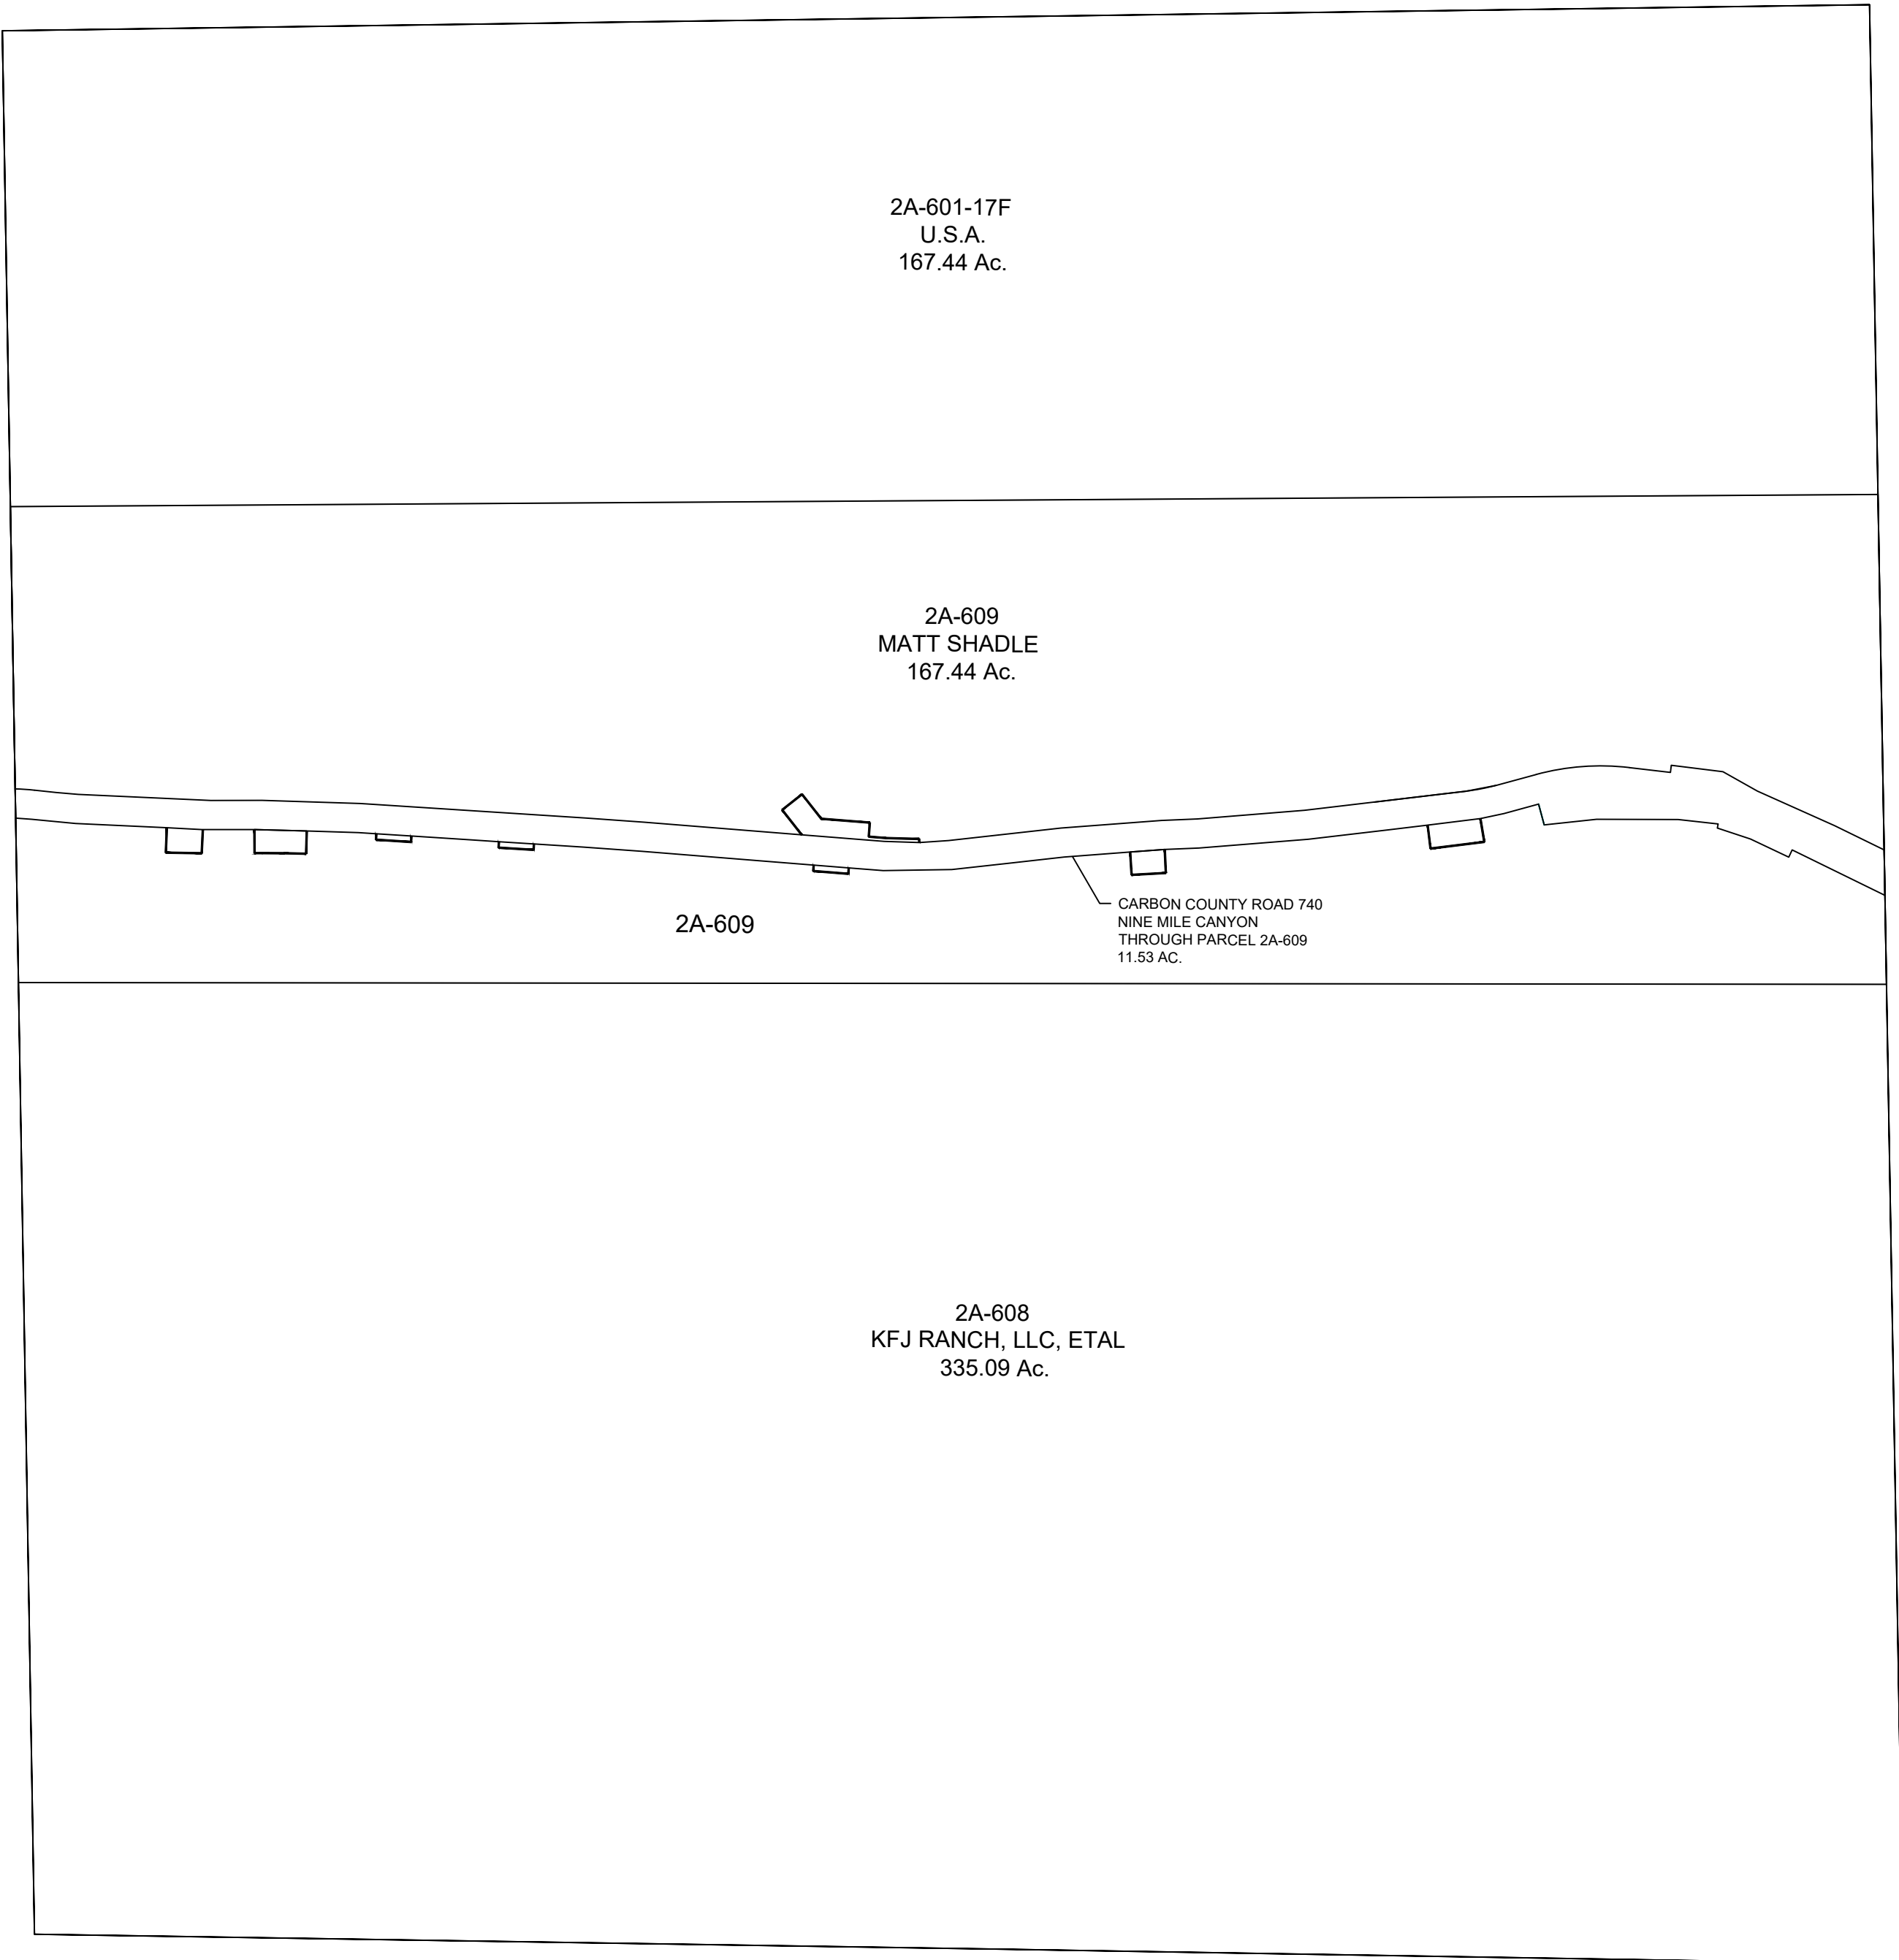 2A-601-17F
U.S.A.
167.44 Ac.
2A-609
MATT SHADLE
167.44 Ac.
2A-609
CARBON COUNTY ROAD 740
NINE MILE CANYON
THROUGH PARCEL 2A-609
11.53 AC.
2A-608
KFJ RANCH, LLC, ETAL
335.09 Ac.